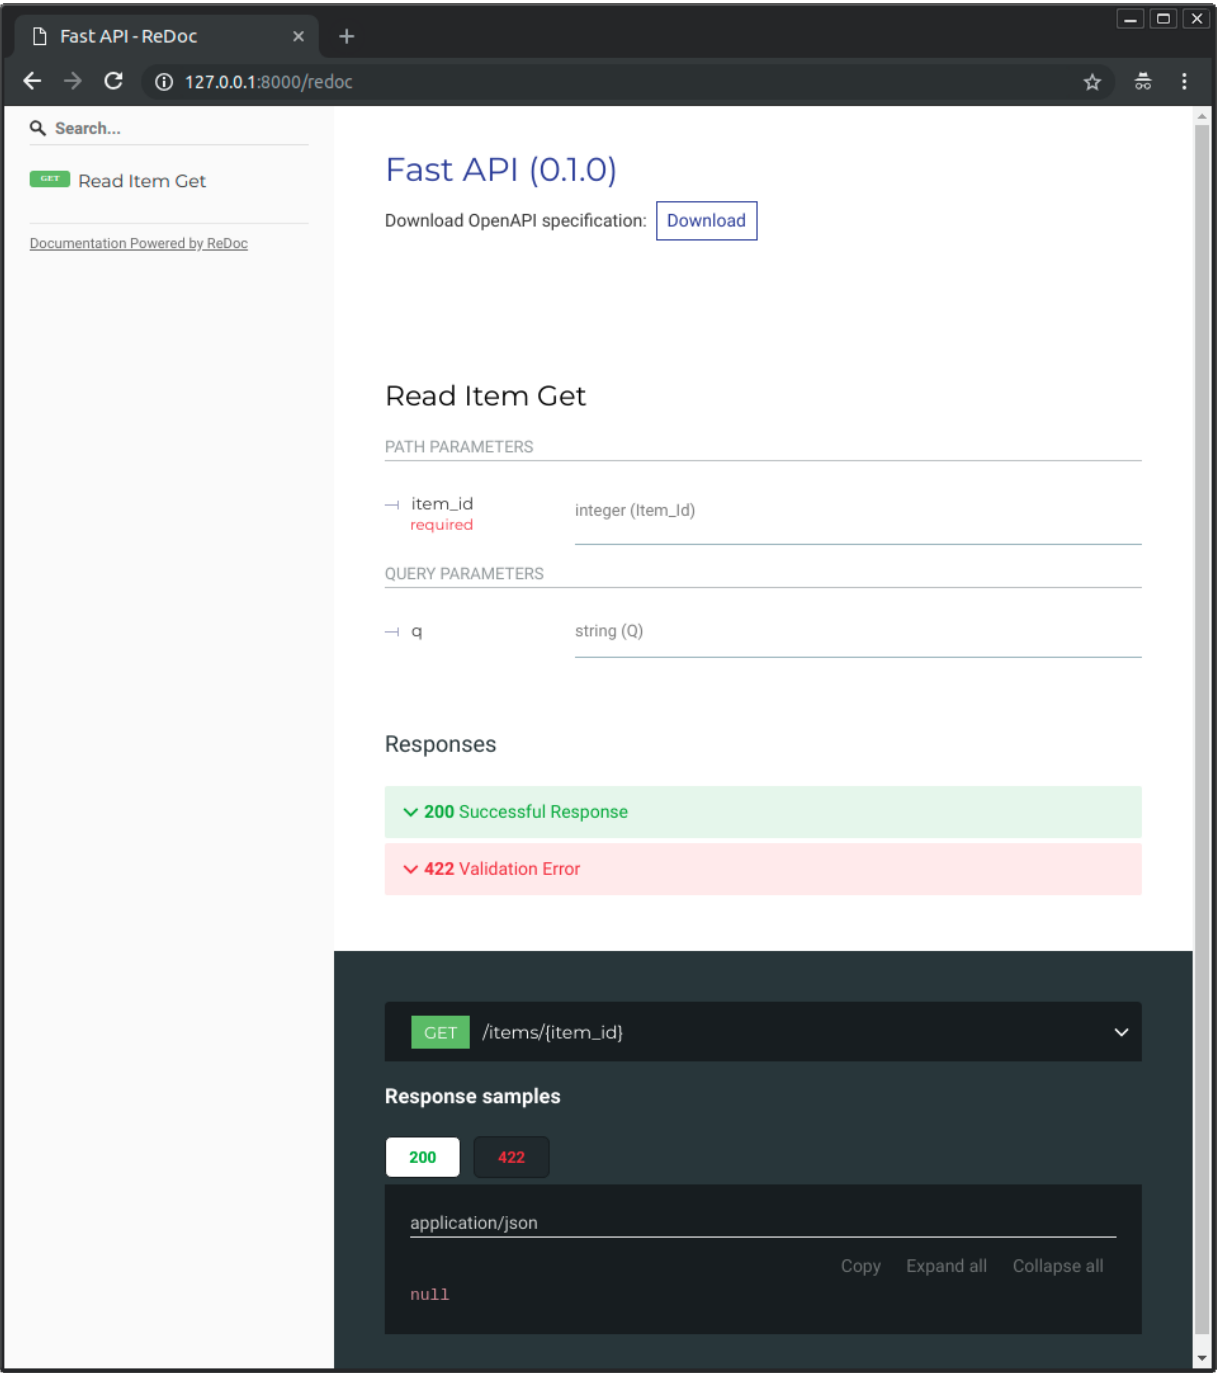 Fast API - ReDoc
127.0.0.1:8000/redoc
Search...
GET Read Item Get
Documentation Powered by ReDoc
Fast API (0.1.0)
Download OpenAPI specification: Download
Read Item Get
PATH PARAMETERS
item_id
required
integer (Item_Id)
QUERY PARAMETERS
q
string (Q)
Responses
200 Successful Response
422 Validation Error
GET /items/{item_id}
Response samples
200 422
application/json
Copy Expand all Collapse all
null